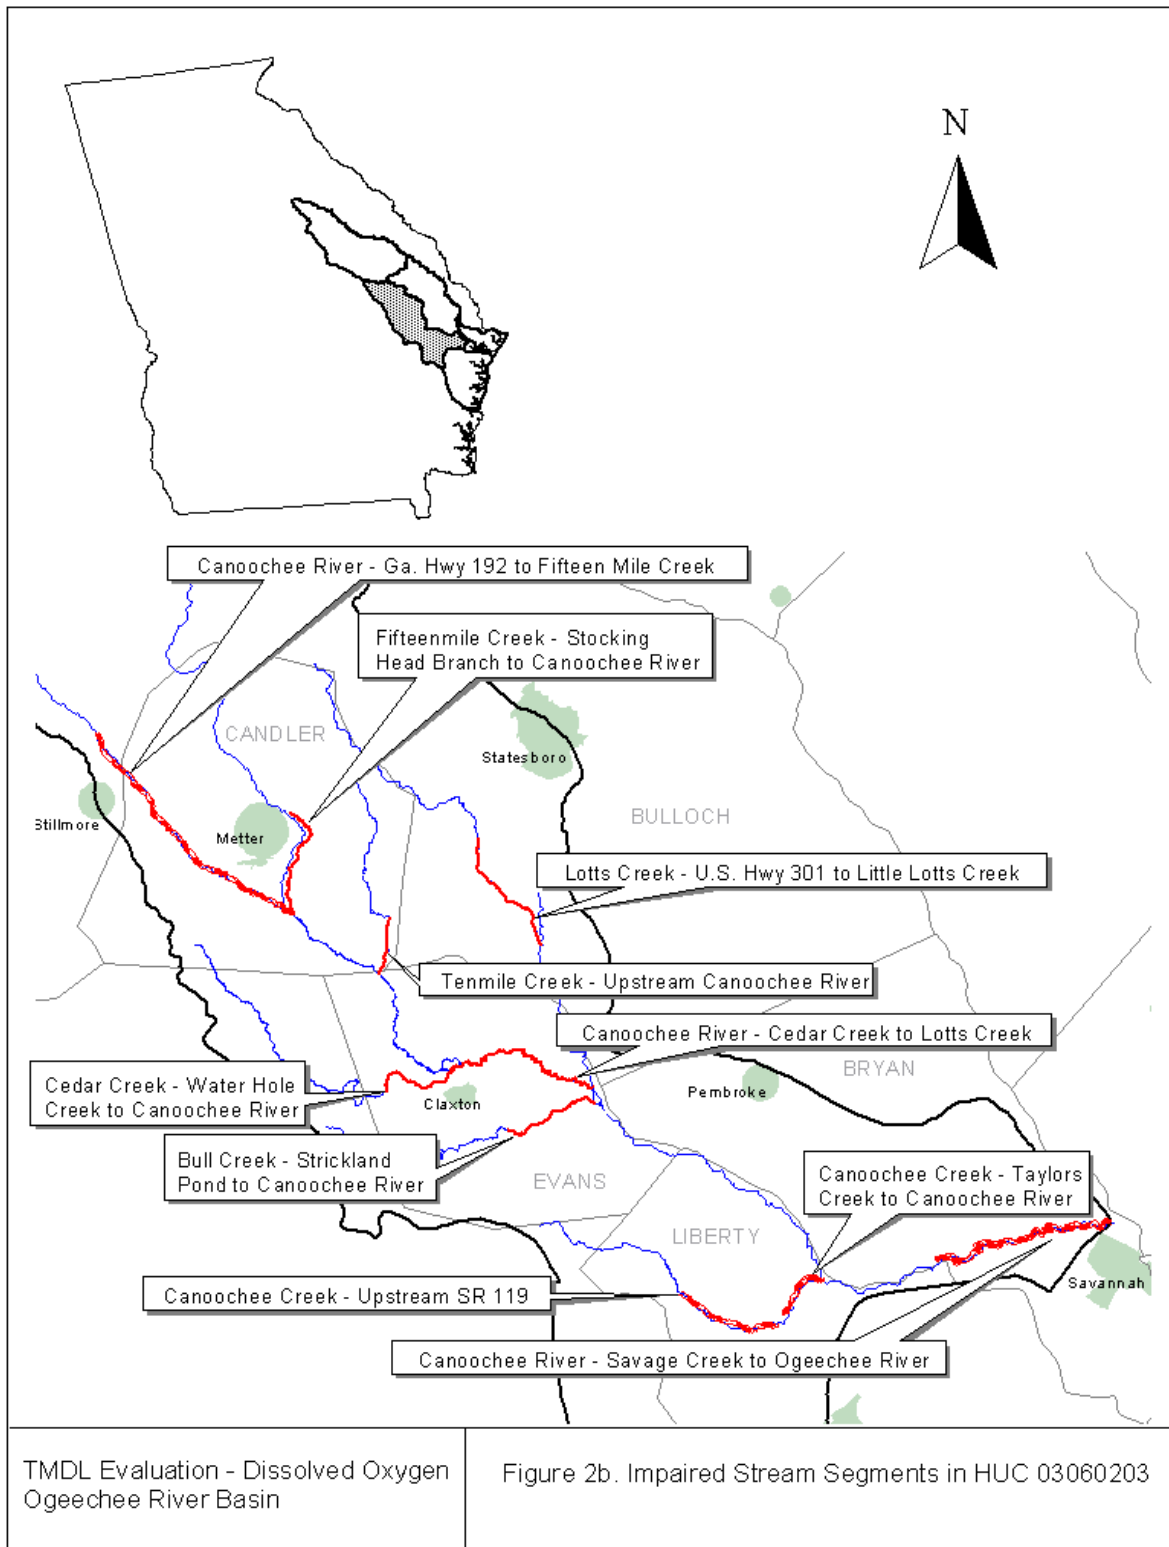 N
Canoochee River - Ga. Hwy 192 to Fifteen Mile Creek
Fifteenmile Creek - Stocking
Head Branch to Canoochee River
CANDLER
Statesboro
Stillmore
Metter
BULLOCH
Lotts Creek - U.S. Hwy 301 to Little Lotts Creek
Tenmile Creek - Upstream Canoochee River
Canoochee River - Cedar Creek to Lotts Creek
Cedar Creek - Water Hole
Creek to Canoochee River
Claxton
Pembroke
BRYAN
Bull Creek - Strickland
Pond to Canoochee River
EVANS
Canoochee Creek - Taylors
Creek to Canoochee River
LIBERTY
Savannah
Canoochee Creek - Upstream SR 119
Canoochee River - Savage Creek to Ogeechee River
TMDL Evaluation - Dissolved Oxygen
Ogeechee River Basin
Figure 2b. Impaired Stream Segments in HUC 03060203